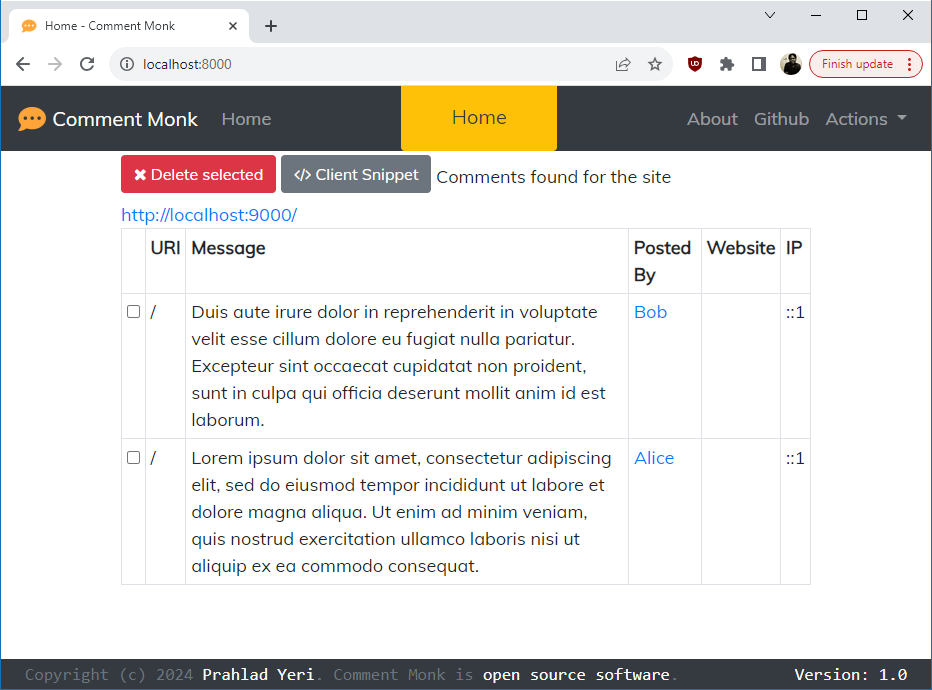 Home - Comment Monk
localhost:8000
Finish update
Comment Monk Home Home About Github Actions
Delete selected </> Client Snippet Comments found for the site
http://localhost:9000/
URI Message Posted By Website IP
/ Duis aute irure dolor in reprehenderit in voluptate Bob ::1
velit esse cillum dolore eu fugiat nulla pariatur.
Excepteur sint occaecat cupidatat non proident,
sunt in culpa qui officia deserunt mollit anim id est
laborum.
/ Lorem ipsum dolor sit amet, consectetur adipiscing Alice ::1
elit, sed do eiusmod tempor incididunt ut labore et
dolore magna aliqua. Ut enim ad minim veniam,
quis nostrud exercitation ullamco laboris nisi ut
aliquip ex ea commodo consequat.
Copyright (c) 2024 Prahlad Yeri. Comment Monk is open source software. Version: 1.0